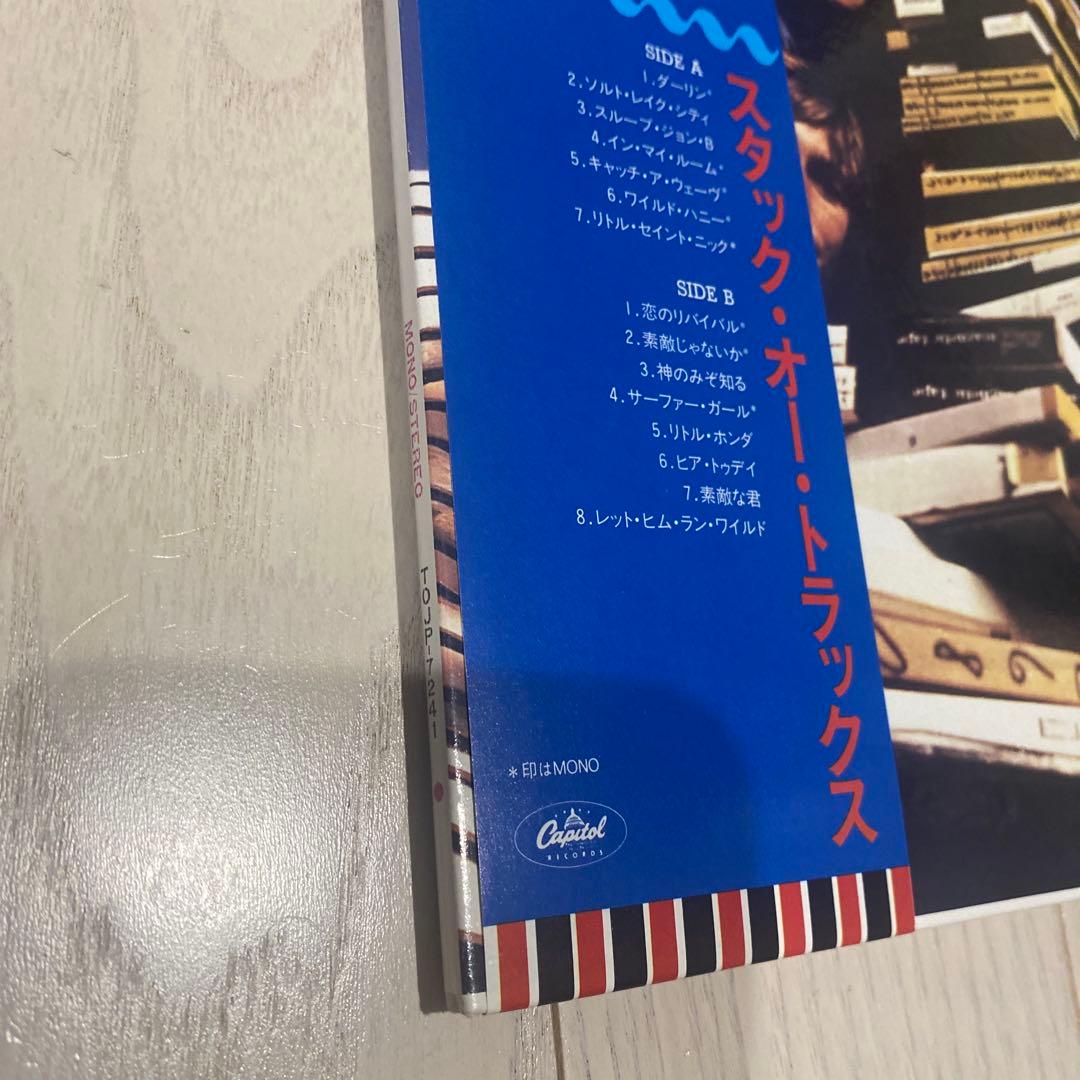 SIDE A
1.ダーリン*
2.ソルト・レイク・シティ
3.スループ・ジョン・B
4.イン・マイ・ルーム*
5.キャッチ・ア・ウェーヴ*
6.ワイルド・ハニー*
7.リトル・セイント・ニック*
SIDE B
1.恋のリバイバル*
2.素敵じゃないか*
3.神のみぞ知る
4.サーファー・ガール*
5.リトル・ホンダ
6.ヒア・トゥデイ
7.素敵な君
8.レット・ヒム・ラン・ワイルド
スタック・オー・トラックス
*印はMONO
Capitol
RECORDS
MONO/STEREO
TOJP-7241